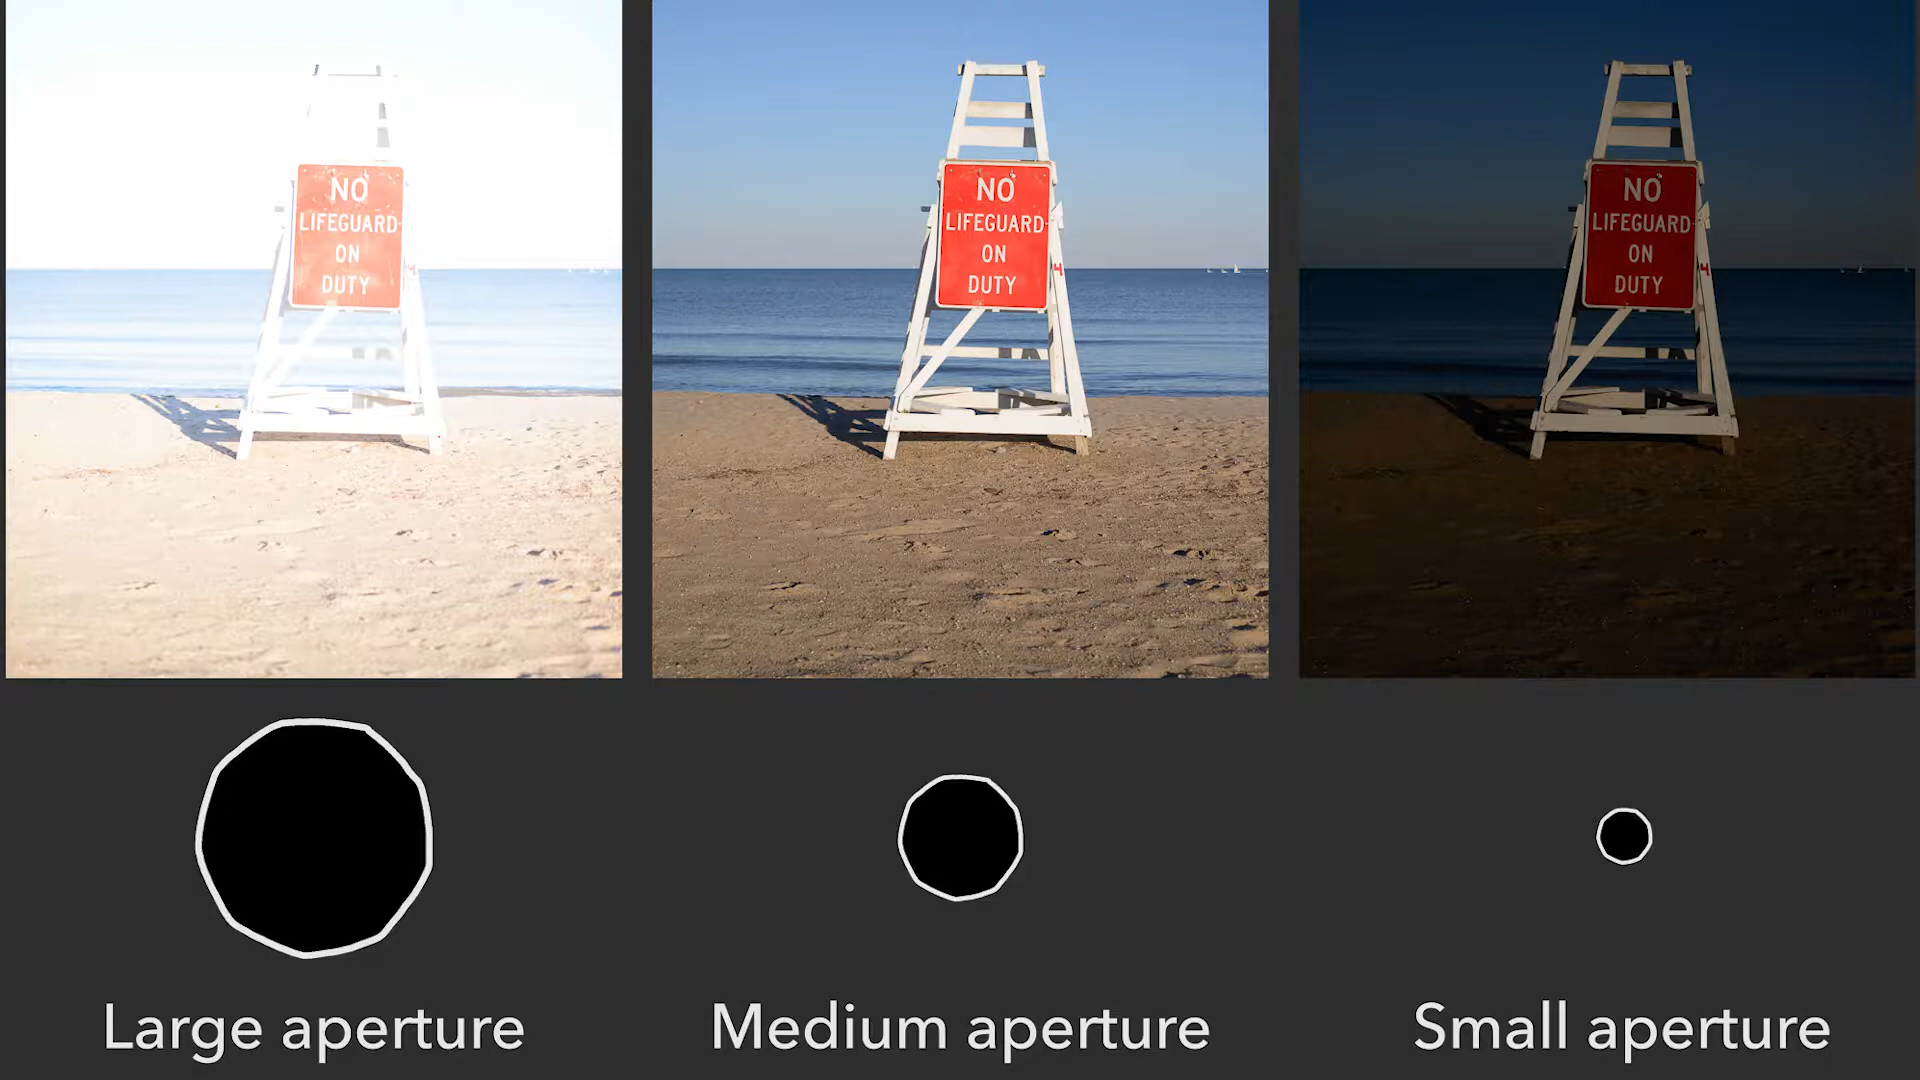 NO
LIFEGUARD
ON
DUTY
NO
LIFEGUARD
ON
DUTY
NO
LIFEGUARD
ON
DUTY
Large aperture
Medium aperture
Small aperture